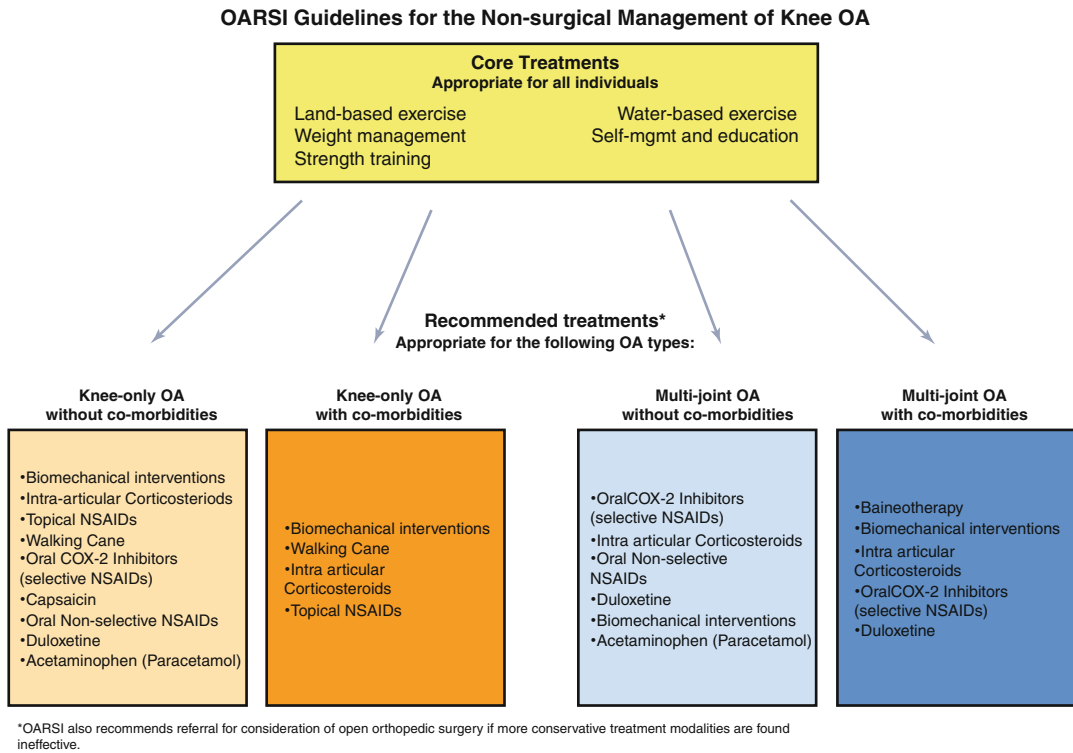 OARSI Guidelines for the Non-surgical Management of Knee OA
Core Treatments
Appropriate for all individuals
Land-based exercise
Weight management
Strength training
Water-based exercise
Self-mgmt and education
Recommended treatments*
Appropriate for the following OA types:
Knee-only OA
without co-morbidities
•Biomechanical interventions
•Intra-articular Corticosteriods
•Topical NSAIDs
•Walking Cane
•Oral COX-2 Inhibitors
(selective NSAIDs)
•Capsaicin
•Oral Non-selective NSAIDs
•Duloxetine
•Acetaminophen (Paracetamol)
Knee-only OA
with co-morbidities
•Biomechanical interventions
•Walking Cane
•Intra articular
Corticosteroids
•Topical NSAIDs
Multi-joint OA
without co-morbidities
•OralCOX-2 Inhibitors
(selective NSAIDs)
•Intra articular Corticosteroids
•Oral Non-selective
NSAIDs
•Duloxetine
•Biomechanical interventions
•Acetaminophen (Paracetamol)
Multi-joint OA
with co-morbidities
•Baineotherapy
•Biomechanical interventions
•Intra articular
Corticosteroids
•OralCOX-2 Inhibitors
(selective NSAIDs)
•Duloxetine
*OARSI also recommends referral for consideration of open orthopedic surgery if more conservative treatment modalities are found
ineffective.